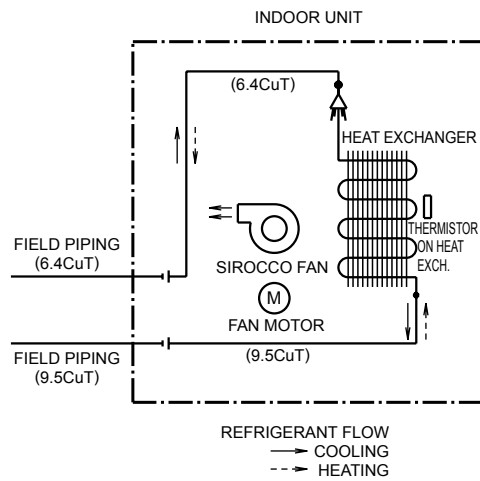 INDOOR UNIT
(6.4CuT)
HEAT EXCHANGER
THERMISTOR
ON HEAT
EXCH.
SIROCCO FAN
M
FAN MOTOR
FIELD PIPING
(6.4CuT)
FIELD PIPING
(9.5CuT)
(9.5CuT)
REFRIGERANT FLOW
COOLING
HEATING